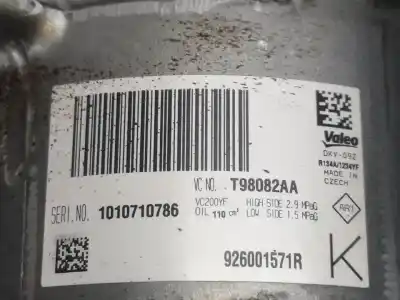 Valeo
DKV-09Z
R134A/1234YF
MADE IN
CZECH
VC NO. T98082AA
SERI.NO. 1010710786
VC200YF HIGH SIDE 2.9 MPaG
OIL 110 cm³ LOW SIDE 1.5 MPaG
926001571R
K